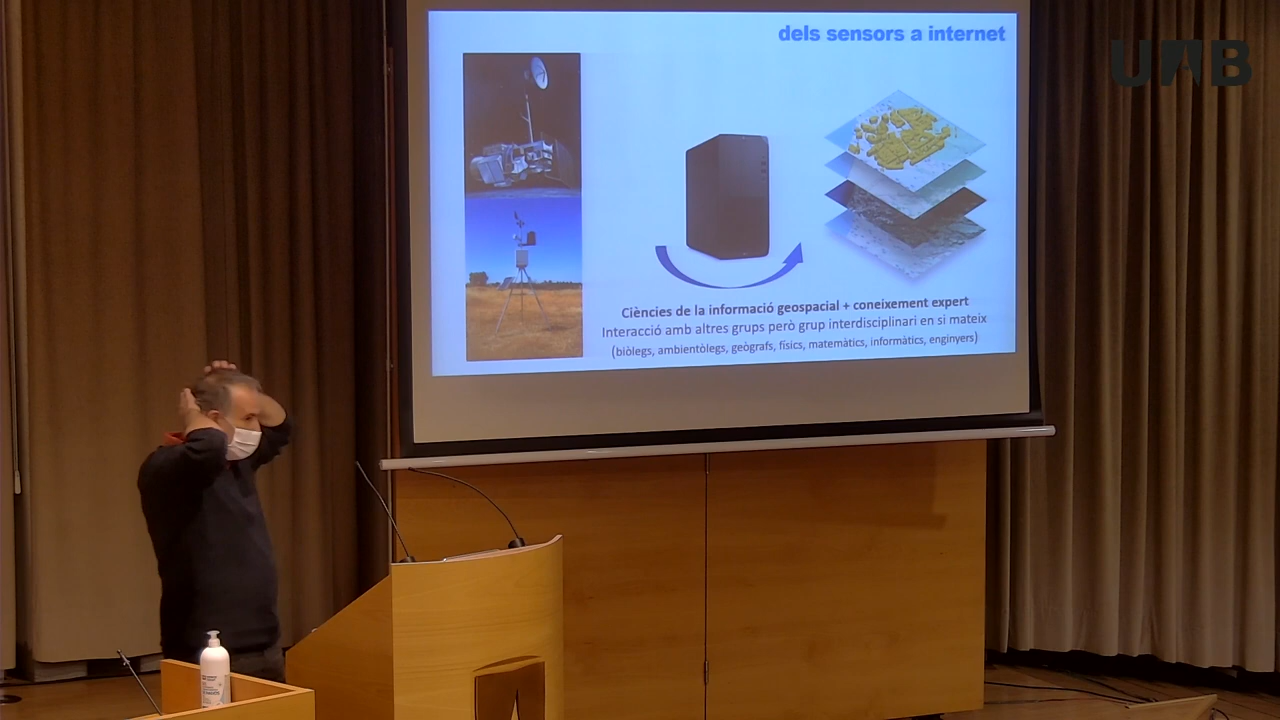 dels sensors a internet
UAB
Ciències de la informació geospacial + coneixement expert
Interacció amb altres grups però grup interdisciplinari en si mateix
(biòlegs, ambientòlegs, geògrafs, físics, matemàtics, informàtics, enginyers)